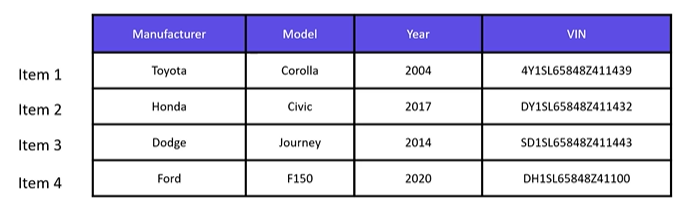 Manufacturer Model Year VIN
Item 1 Toyota Corolla 2004 4Y1SL65848Z411439
Item 2 Honda Civic 2017 DY1SL65848Z411432
Item 3 Dodge Journey 2014 SD1SL65848Z411443
Item 4 Ford F150 2020 DH1SL65848Z41100